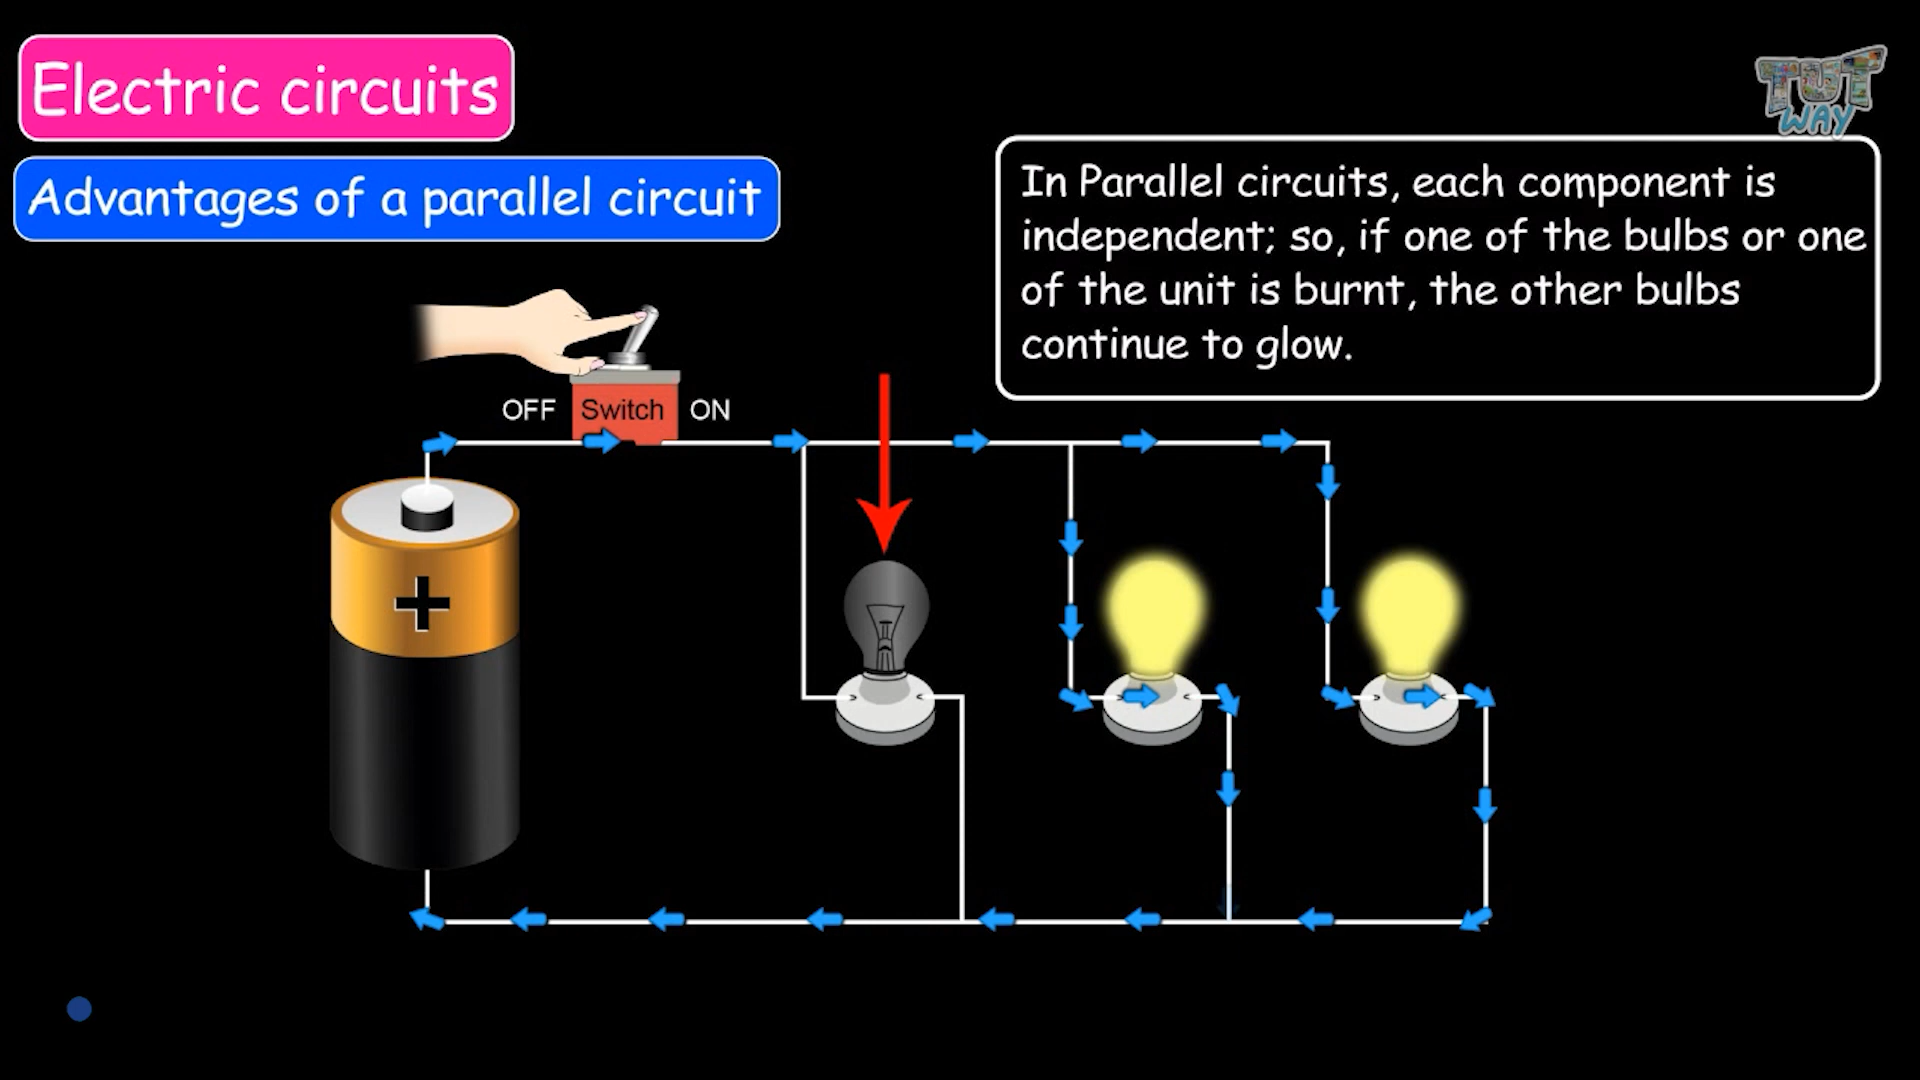 Electric circuits
TUT
WAY
Advantages of a parallel circuit
In Parallel circuits, each component is
independent; so, if one of the bulbs or one
of the unit is burnt, the other bulbs
continue to glow.
OFF Switch ON
+